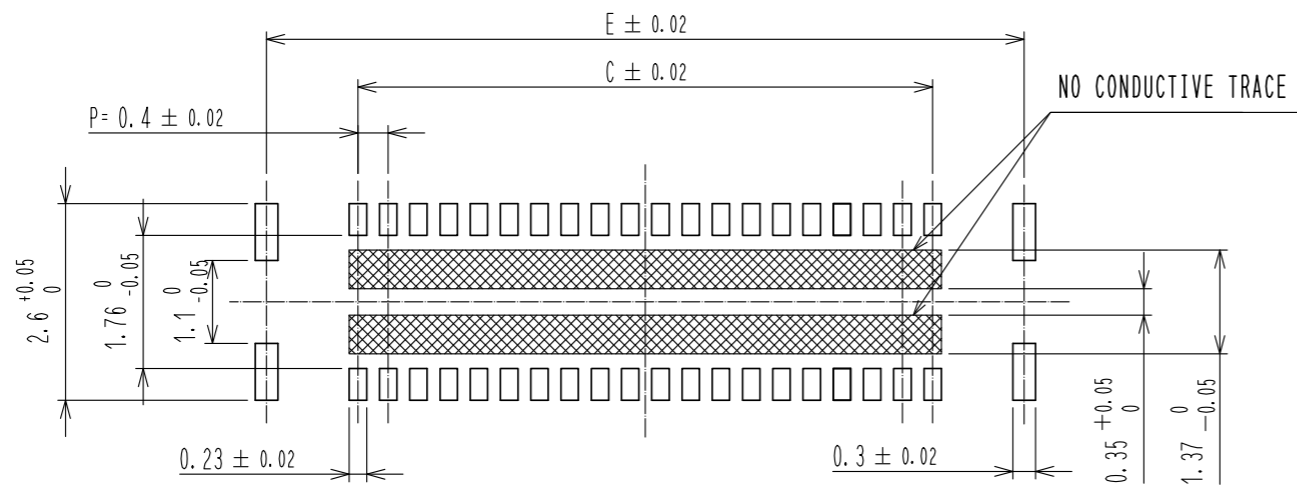 E ± 0.02
C ± 0.02
NO CONDUCTIVE TRACE
P= 0.4 ± 0.02
2.6 +0.05 0
1.76 0 -0.05
1.1 0 -0.05
0.35 +0.05 0
1.37 0 -0.05
0.23 ± 0.02
0.3 ± 0.02